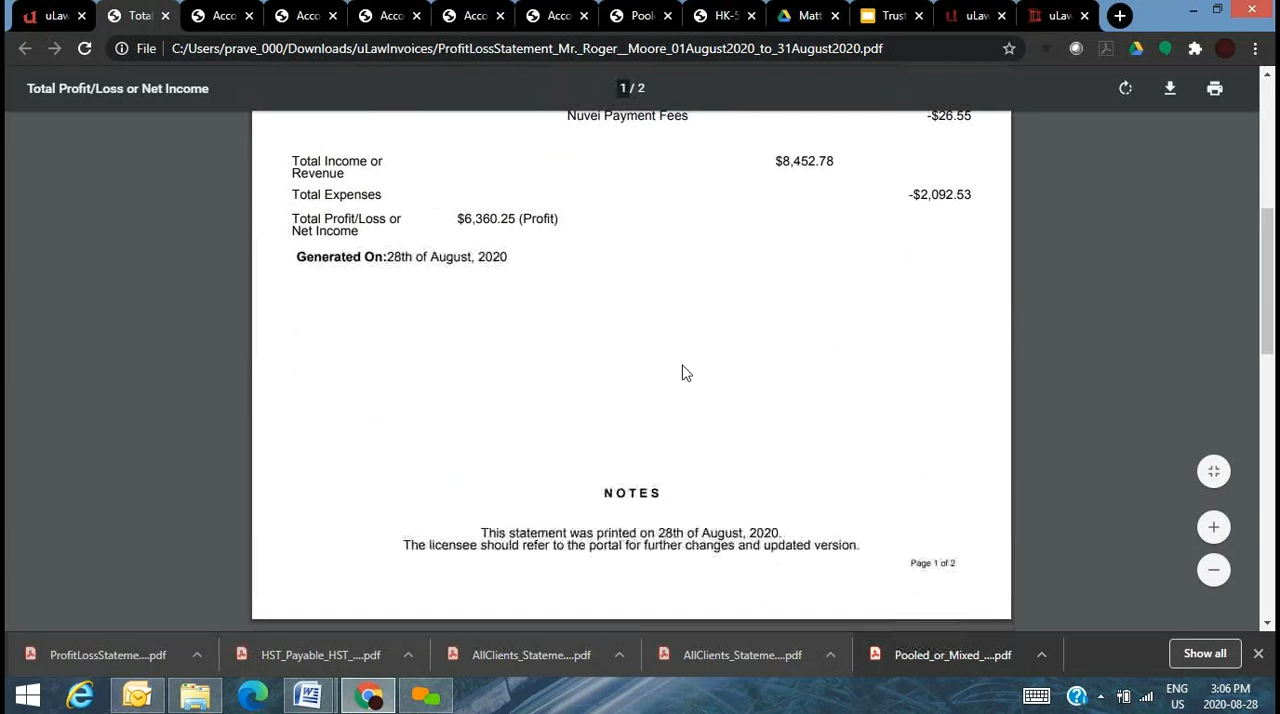 uLaw
Total
Acco
Acco
Acco
Acco
Acco
Pool
HK-5
Matt
Trust
uLaw
uLaw
File
C:/Users/prave_000/Downloads/uLawInvoices/ProfitLossStatement_Mr._Roger__Moore_01August2020_to_31August2020.pdf
Total Profit/Loss or Net Income
1 / 2
Nuvei Payment Fees -$26.55
Total Income or Revenue $8,452.78
Total Expenses -$2,092.53
Total Profit/Loss or Net Income $6,360.25 (Profit)
Generated On:28th of August, 2020
NOTES
This statement was printed on 28th of August, 2020.
The licensee should refer to the portal for further changes and updated version.
Page 1 of 2
ProfitLossStateme....pdf
HST_Payable_HST_....pdf
AllClients_Stateme....pdf
AllClients_Stateme....pdf
Pooled_or_Mixed_....pdf
Show all
ENG
US
3:06 PM
2020-08-28